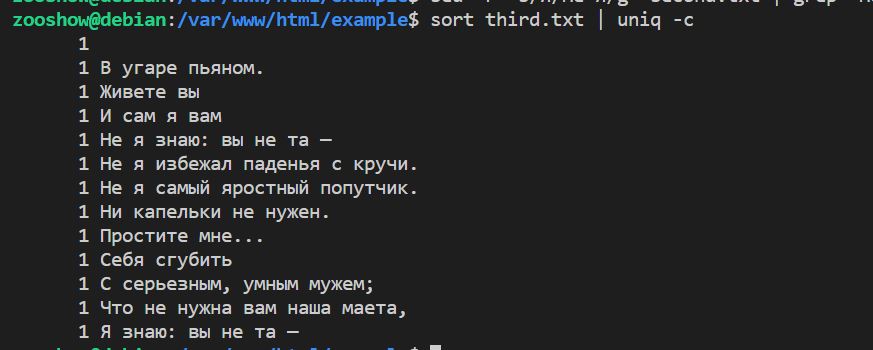 zooshow@debian:/var/www/html/example$ sort third.txt | uniq -c
1
1 В угаре пьяном.
1 Живете вы
1 И сам я вам
1 Не я знаю: вы не та —
1 Не я избежал паденья с кручи.
1 Не я самый яростный попутчик.
1 Ни капельки не нужен.
1 Простите мне...
1 Себя сгубить
1 С серьезным, умным мужем;
1 Что не нужна вам наша маета,
1 Я знаю: вы не та —